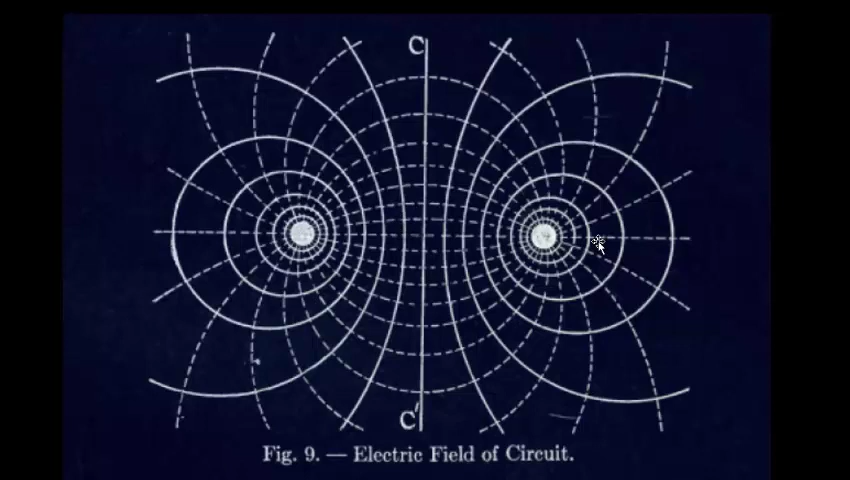 C
C'
Fig. 9. — Electric Field of Circuit.